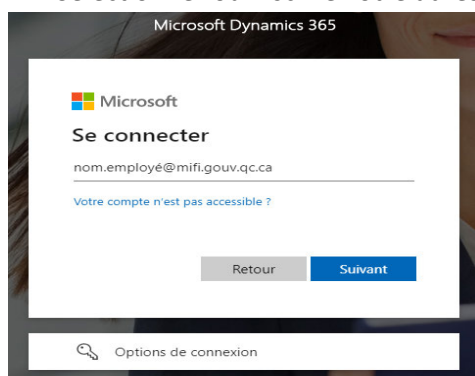 Microsoft Dynamics 365
Microsoft
Se connecter
nom.employé@mifi.gouv.qc.ca
Votre compte n'est pas accessible ?
Retour
Suivant
Options de connexion